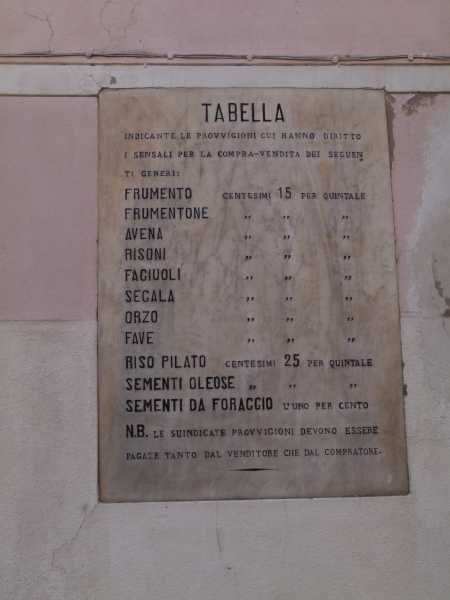 TABELLA
INDICANTE LE PROVVIGIONI CUI HANNO DIRITTO
I SENSALI PER LA COMPRA-VENDITA DEI SEGUEN
TI GENERI:
FRUMENTO CENTESIMI 15 PER QUINTALE
FRUMENTONE „ „ „
AVENA „ „ „
RISONI „ „ „
FAGIUOLI „ „ „
SEGALA „ „ „
ORZO „ „ „
FAVE „ „ „
RISO PILATO CENTESIMI 25 PER QUINTALE
SEMENTI OLEOSE „ „ „
SEMENTI DA FORAGGIO L'UNO PER CENTO
N.B. LE SUINDICATE PROVVIGIONI DEVONO ESSERE
PAGATE TANTO DAL VENDITORE CHE DAL COMPRATORE.